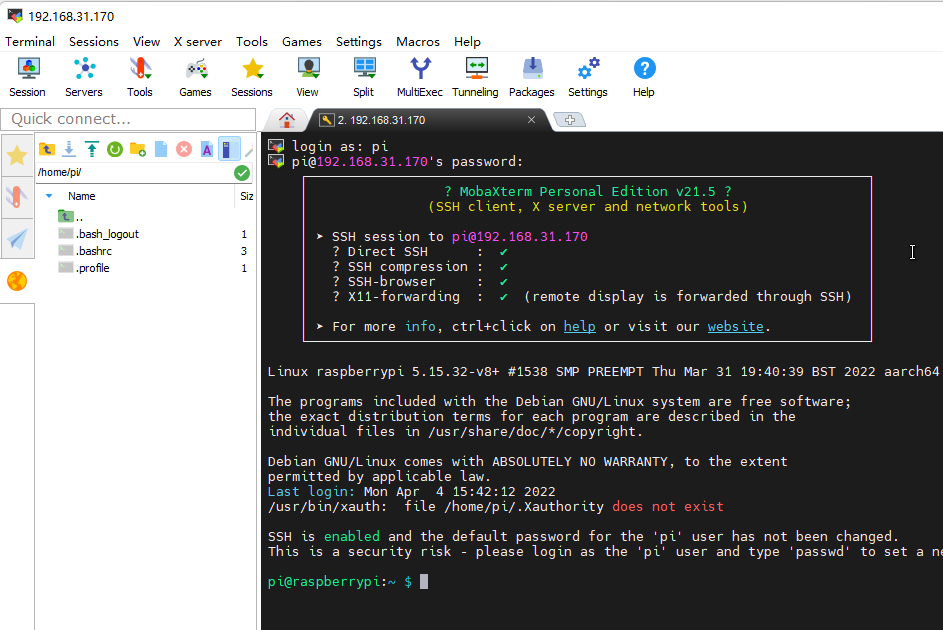 192.168.31.170
Terminal Sessions View X server Tools Games Settings Macros Help
Session Servers Tools Games Sessions View Split MultiExec Tunneling Packages Settings Help
Quick connect...
2. 192.168.31.170
/home/pi/
Name Siz
..
.bash_logout 1
.bashrc 3
.profile 1
login as: pi
pi@192.168.31.170's password:
? MobaXterm Personal Edition v21.5 ?
(SSH client, X server and network tools)
➤ SSH session to pi@192.168.31.170
? Direct SSH : ✔
? SSH compression : ✔
? SSH-browser : ✔
? X11-forwarding : ✔ (remote display is forwarded through SSH)
➤ For more info, ctrl+click on help or visit our website.
Linux raspberrypi 5.15.32-v8+ #1538 SMP PREEMPT Thu Mar 31 19:40:39 BST 2022 aarch64
The programs included with the Debian GNU/Linux system are free software;
the exact distribution terms for each program are described in the
individual files in /usr/share/doc/*/copyright.
Debian GNU/Linux comes with ABSOLUTELY NO WARRANTY, to the extent
permitted by applicable law.
Last login: Mon Apr 4 15:42:12 2022
/usr/bin/xauth: file /home/pi/.Xauthority does not exist
SSH is enabled and the default password for the 'pi' user has not been changed.
This is a security risk - please login as the 'pi' user and type 'passwd' to set a ne
pi@raspberrypi:~ $